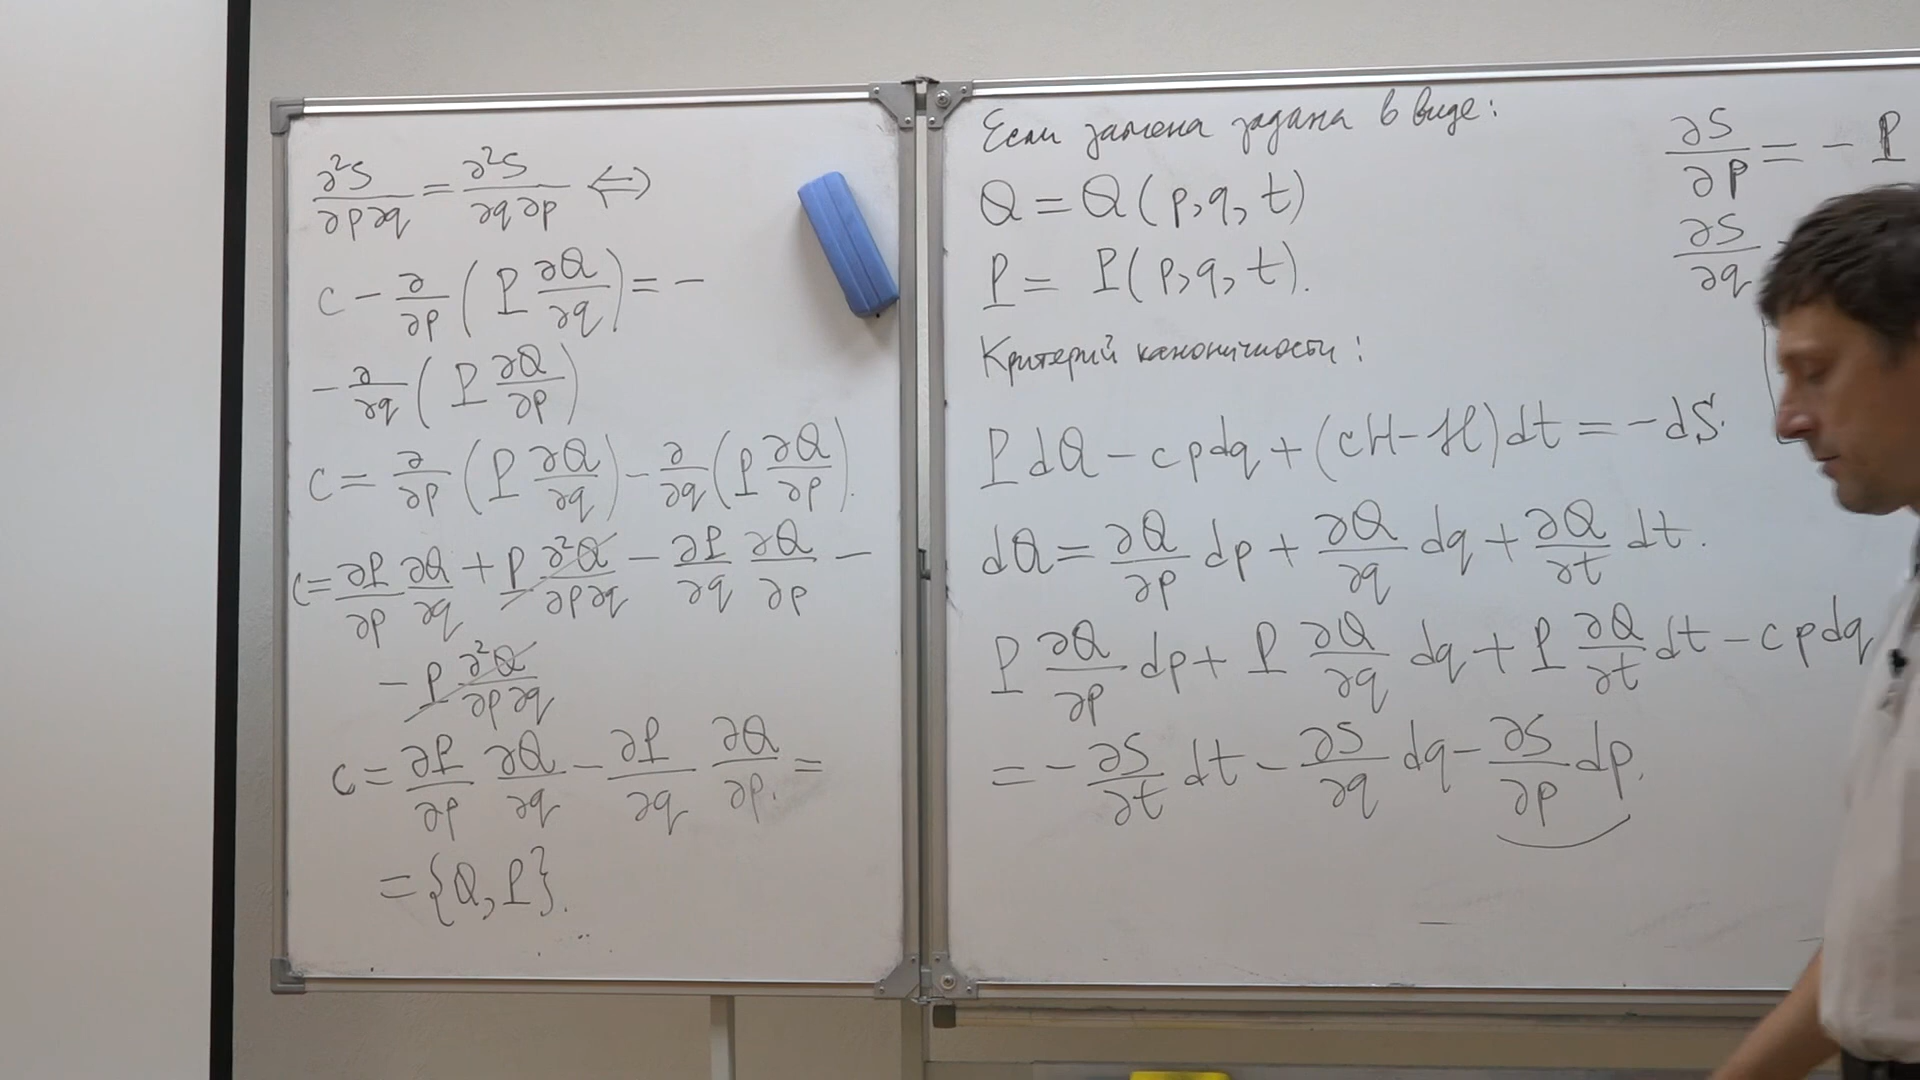 ∂²S/∂p∂q = ∂²S/∂q∂p ⇔
c − ∂/∂p (P ∂Q/∂q) = −
− ∂/∂q (P ∂Q/∂p)
c = ∂/∂p (P ∂Q/∂q) − ∂/∂q (P ∂Q/∂p).
c = ∂P/∂p ∂Q/∂q + P ∂²Q/∂p∂q − ∂P/∂q ∂Q/∂p −
− P ∂²Q/∂p∂q
c = ∂P/∂p ∂Q/∂q − ∂P/∂q ∂Q/∂p. =
= {Q, P}.
Если замена задана в виде:
Q = Q(p, q, t)
P = P(p, q, t).
Критерий каноничности:
P dQ − c p dq + (cH − ℋ) dt = − dS.
dQ = ∂Q/∂p dp + ∂Q/∂q dq + ∂Q/∂t dt.
P ∂Q/∂p dp + P ∂Q/∂q dq + P ∂Q/∂t dt − c p dq
= − ∂S/∂t dt − ∂S/∂q dq − ∂S/∂p dp.
∂S/∂p = − P
∂S/∂q